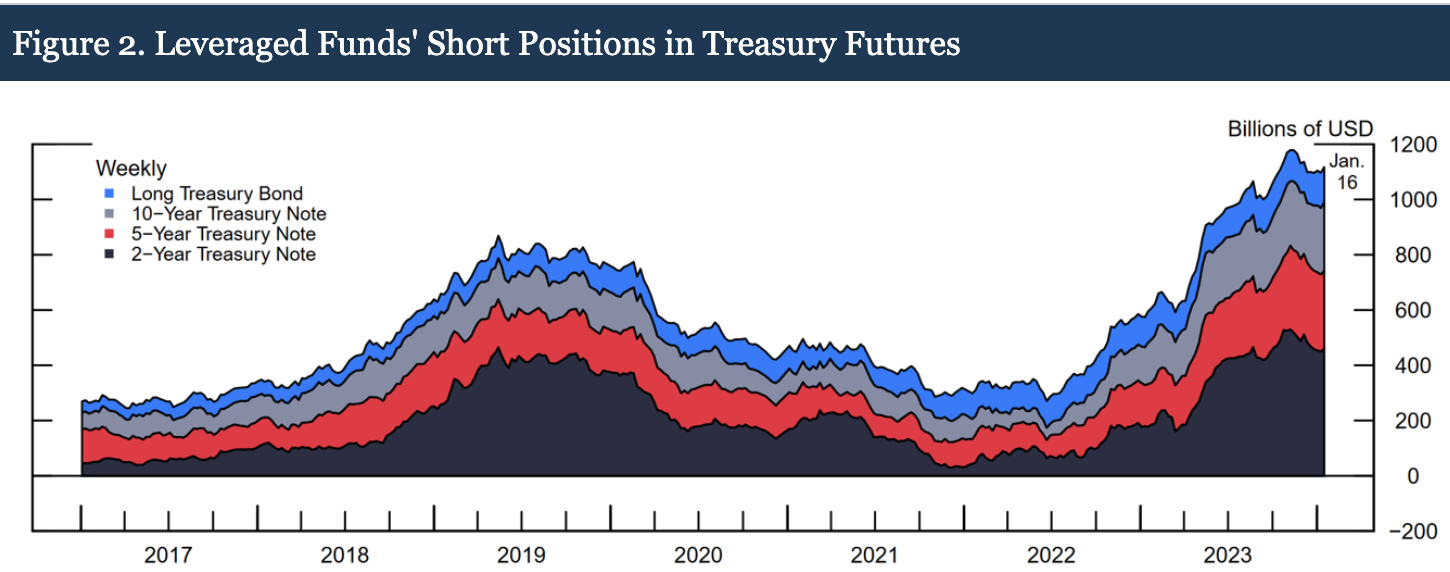 Figure 2. Leveraged Funds' Short Positions in Treasury Futures
Billions of USD
Weekly
Long Treasury Bond
10−Year Treasury Note
5−Year Treasury Note
2−Year Treasury Note
Jan.
16
1200
1000
800
600
400
200
0
−200
2017 2018 2019 2020 2021 2022 2023